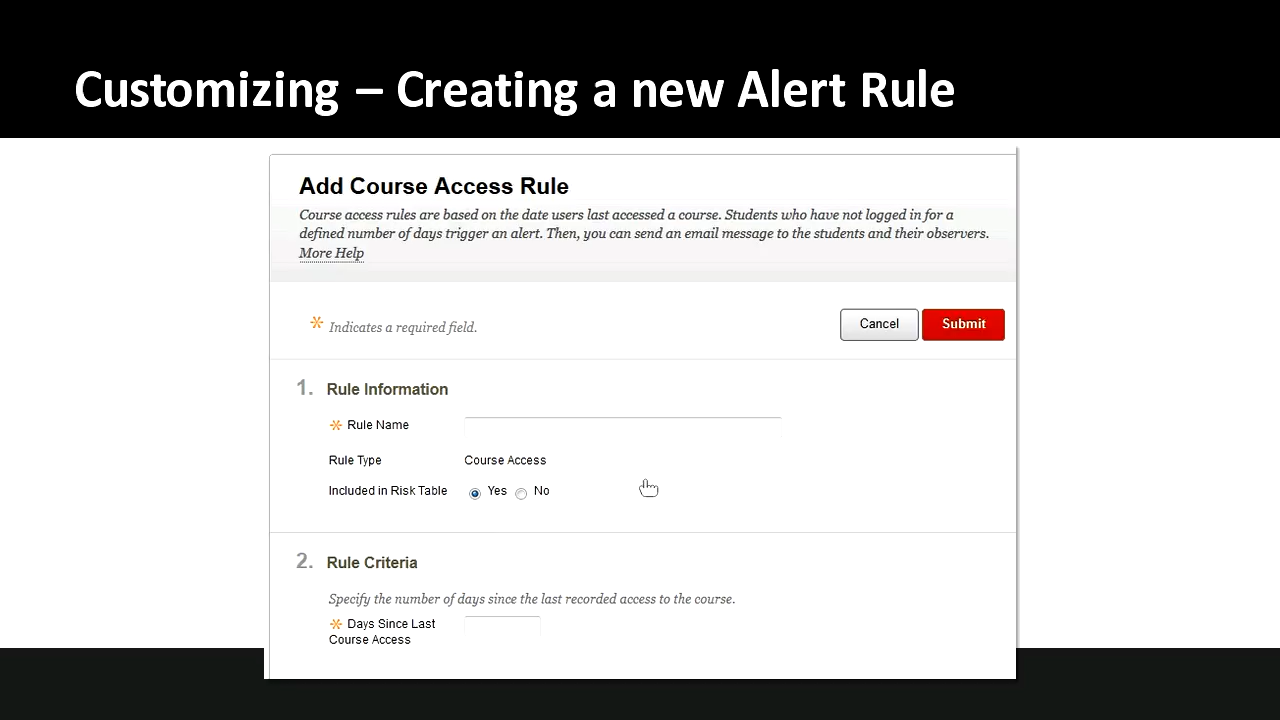 Customizing – Creating a new Alert Rule
Add Course Access Rule
Course access rules are based on the date users last accessed a course. Students who have not logged in for a
defined number of days trigger an alert. Then, you can send an email message to the students and their observers.
More Help
Indicates a required field.
Cancel Submit
1. Rule Information
Rule Name
Rule Type Course Access
Included in Risk Table Yes No
2. Rule Criteria
Specify the number of days since the last recorded access to the course.
Days Since Last
Course Access